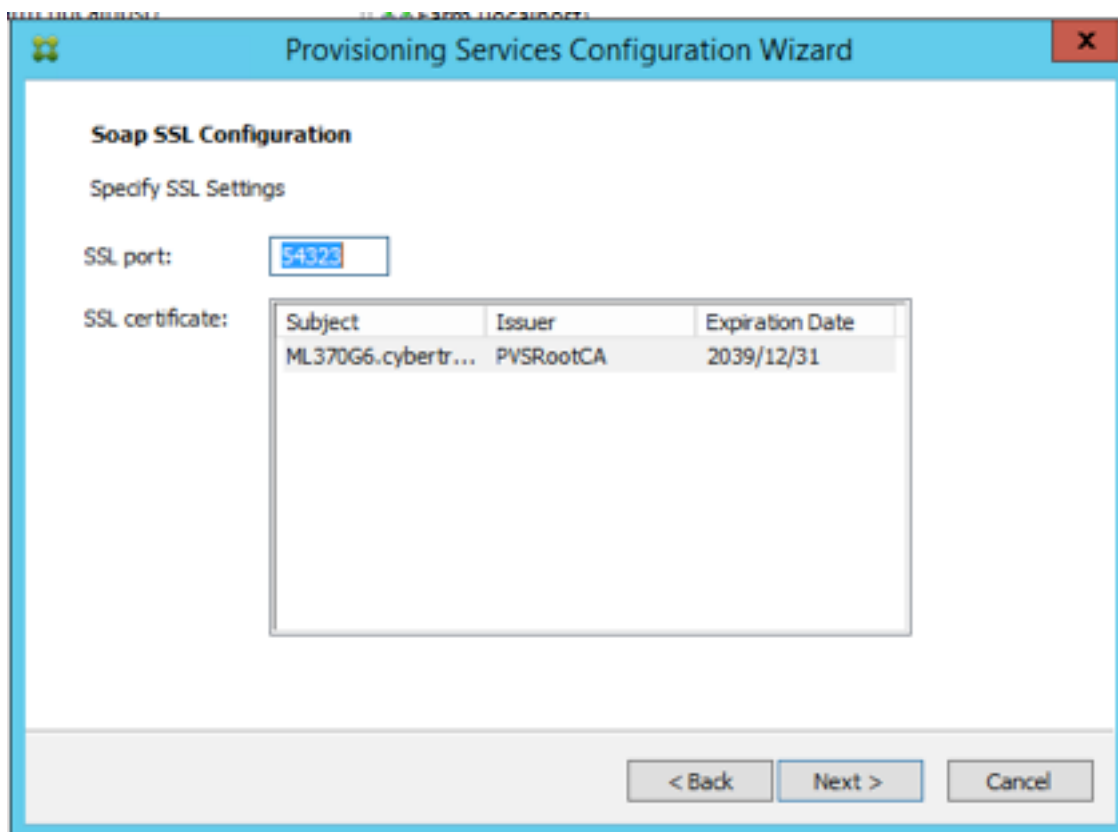 Provisioning Services Configuration Wizard
Soap SSL Configuration
Specify SSL Settings
SSL port: 54323
SSL certificate:
Subject Issuer Expiration Date
ML370G6.cybertr... PVSRootCA 2039/12/31
< Back Next > Cancel